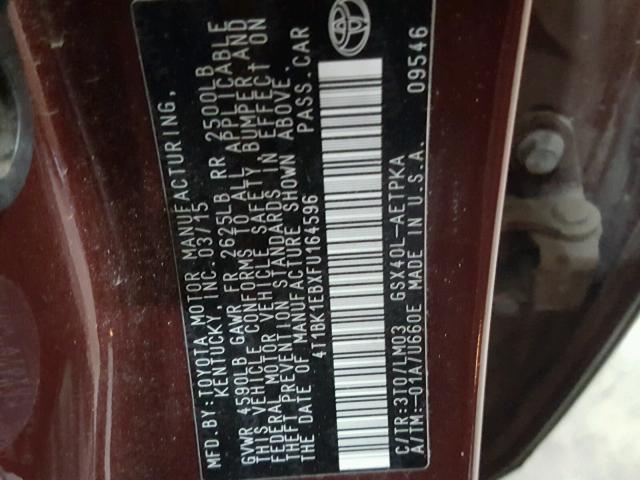 MFD.BY:TOYOTA MOTOR MANUFACTURING,
KENTUCKY, INC. 03/15
GVWR 4590LB GAWR FR 2625LB RR 2500LB
THIS VEHICLE CONFORMS TO ALL APPLICABLE
FEDERAL MOTOR VEHICLE SAFETY, BUMPER AND
THEFT PREVENTION STANDARDS IN EFFECT ON
THE DATE OF MANUFACTURE SHOWN ABOVE.
4T1BK1EBXFU164596 PASS.CAR
C/TR:3T0/LM03 GSX40L-AETPKA
A/TM:-01A/U660E MADE IN U.S.A. 09546